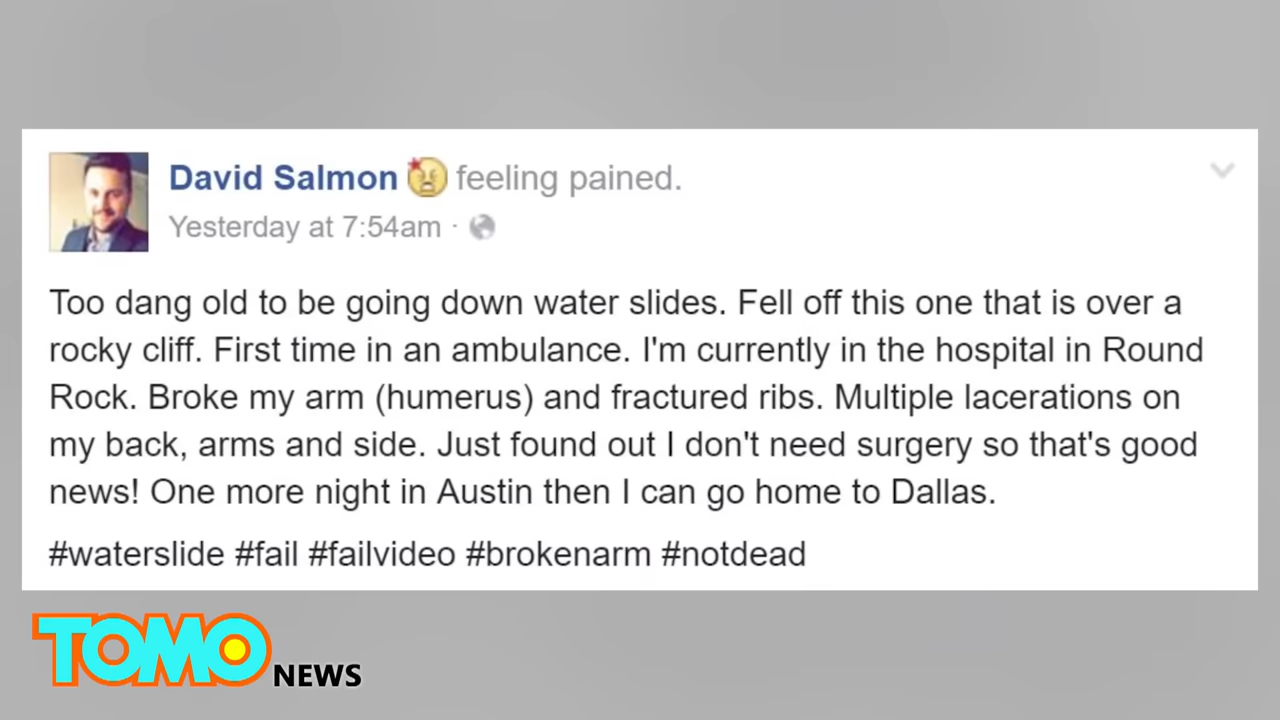 David Salmon feeling pained.
Yesterday at 7:54am ·
Too dang old to be going down water slides. Fell off this one that is over a
rocky cliff. First time in an ambulance. I'm currently in the hospital in Round
Rock. Broke my arm (humerus) and fractured ribs. Multiple lacerations on
my back, arms and side. Just found out I don't need surgery so that's good
news! One more night in Austin then I can go home to Dallas.
#waterslide #fail #failvideo #brokenarm #notdead
TOMO NEWS